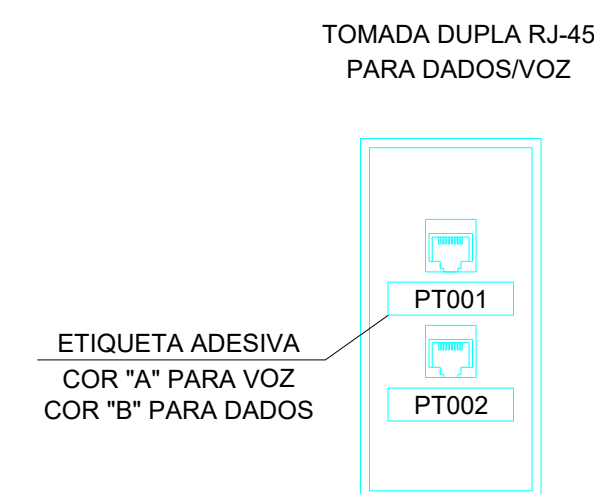 TOMADA DUPLA RJ-45
PARA DADOS/VOZ
PT001
ETIQUETA ADESIVA
COR "A" PARA VOZ
COR "B" PARA DADOS
PT002